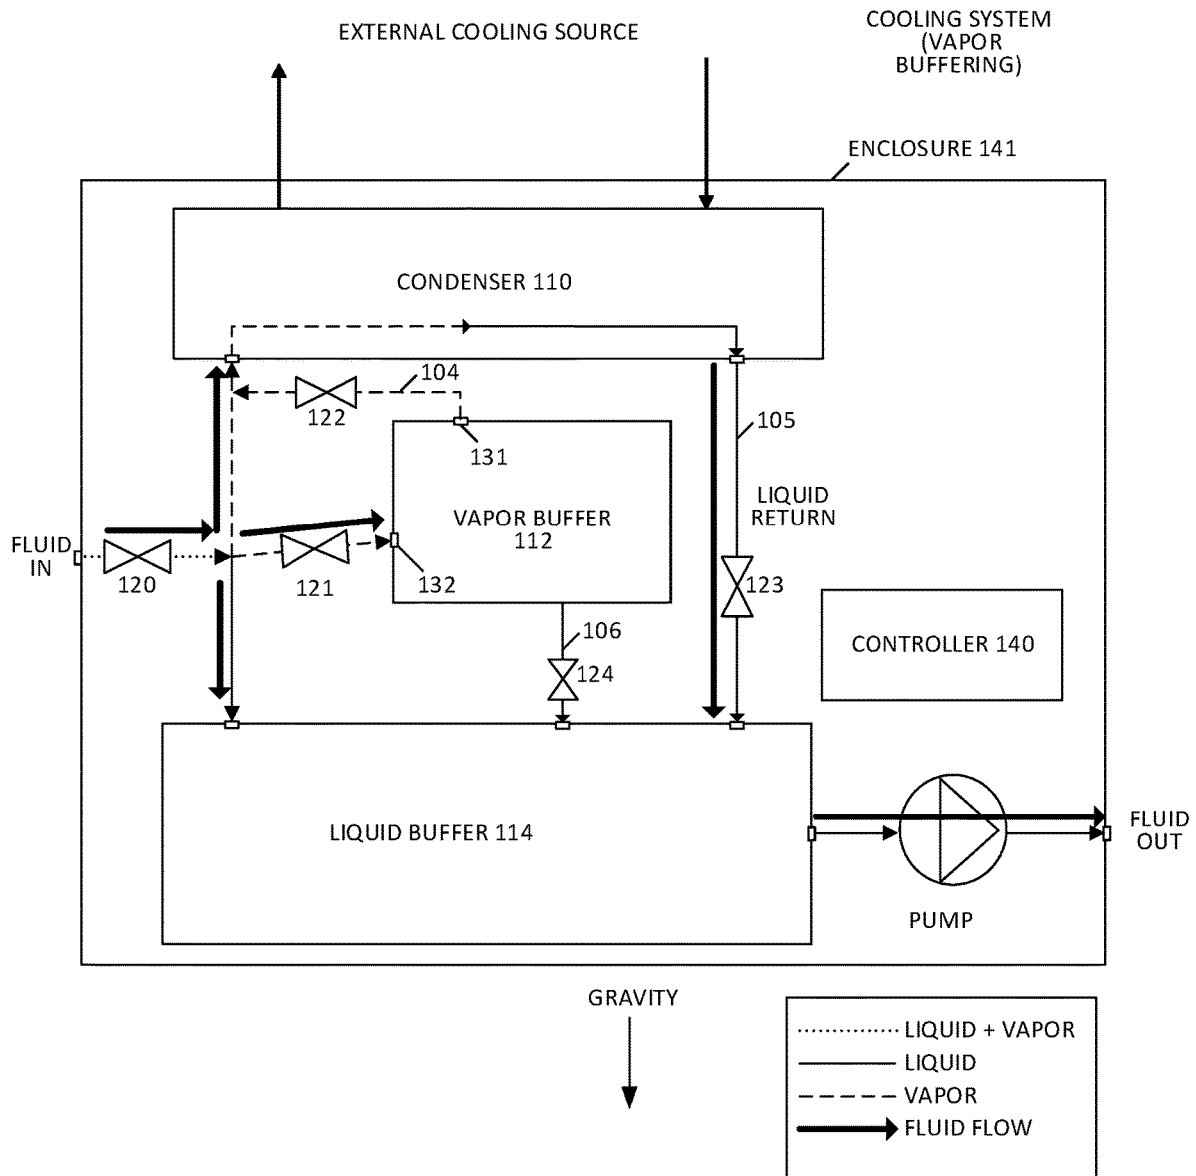 EXTERNAL COOLING SOURCE
COOLING SYSTEM
(VAPOR
BUFFERING)
ENCLOSURE 141
CONDENSER 110
104
122
131
105
LIQUID
RETURN
VAPOR BUFFER
112
FLUID
IN
120
121
132
123
106
124
CONTROLLER 140
LIQUID BUFFER 114
FLUID
OUT
PUMP
GRAVITY
LIQUID + VAPOR
LIQUID
VAPOR
FLUID FLOW